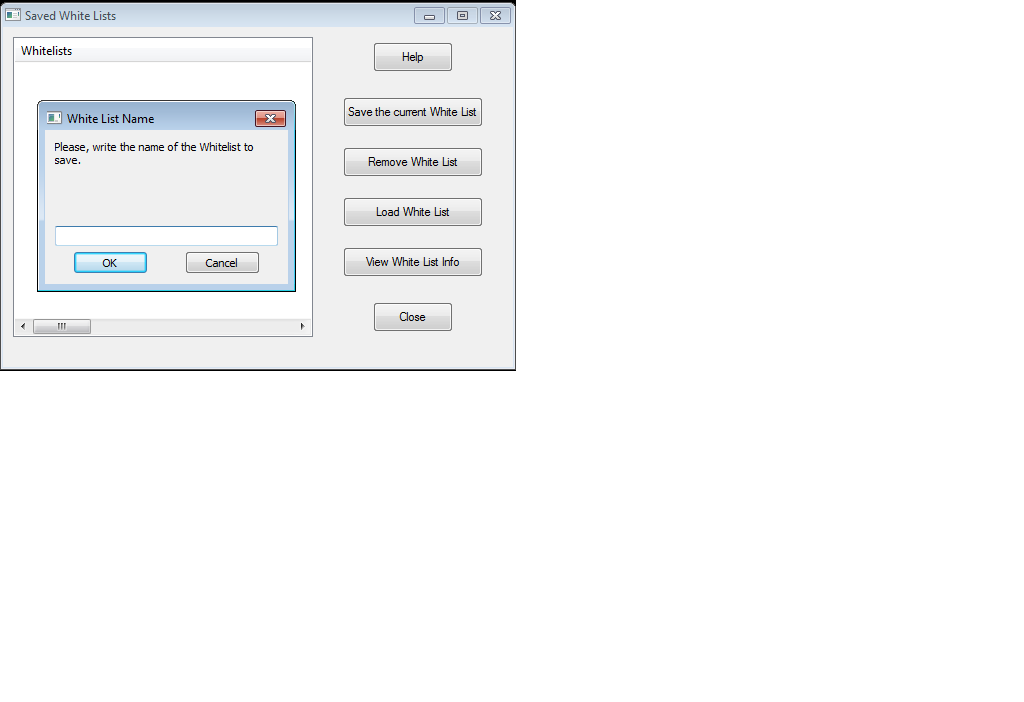 Saved White Lists
Whitelists
White List Name
Please, write the name of the Whitelist to
save.
OK
Cancel
Help
Save the current White List
Remove White List
Load White List
View White List Info
Close